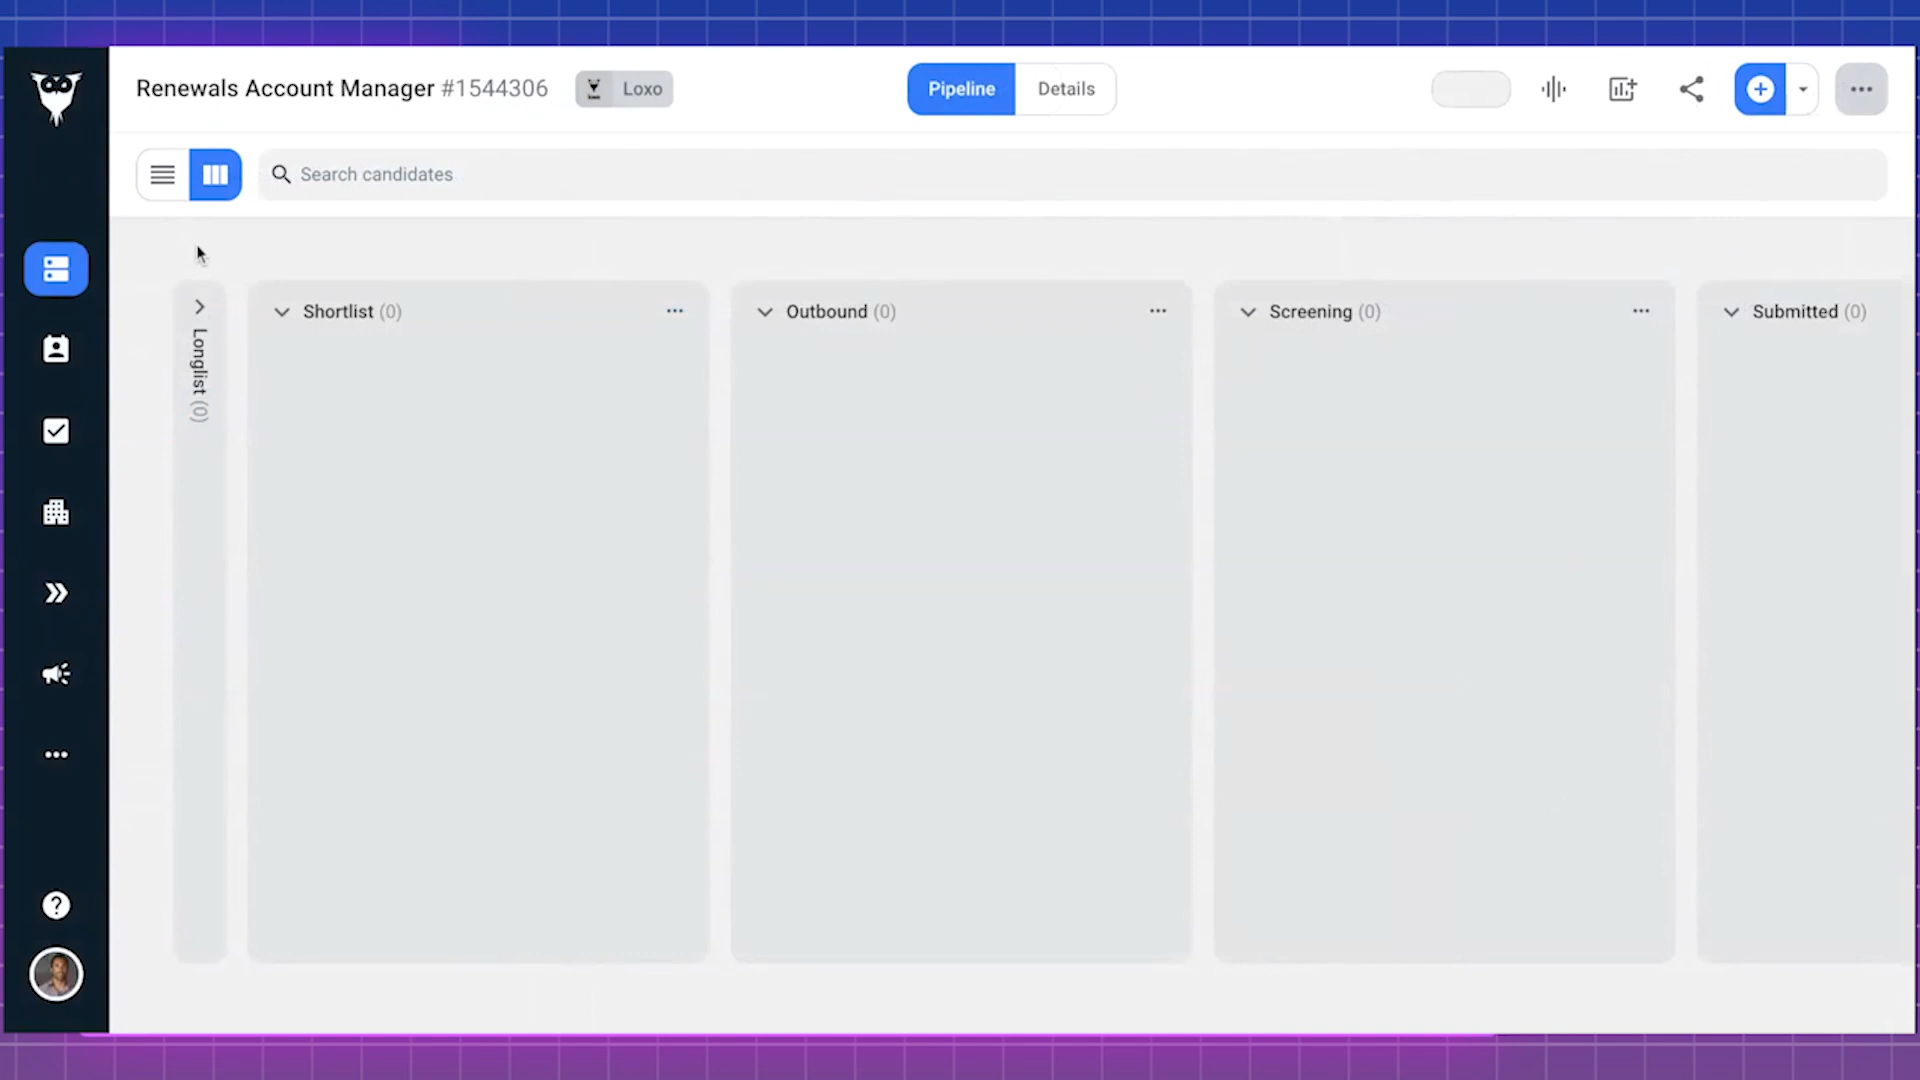 Renewals Account Manager #1544306
Loxo
Pipeline
Details
Search candidates
Longlist (0)
Shortlist (0)
Outbound (0)
Screening (0)
Submitted (0)